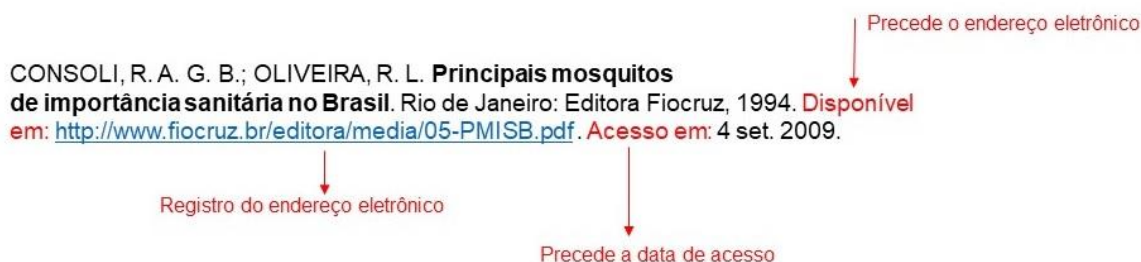 Precede o endereço eletrônico
CONSOLI, R. A. G. B.; OLIVEIRA, R. L. Principais mosquitos
de importância sanitária no Brasil. Rio de Janeiro: Editora Fiocruz, 1994. Disponível
em: http://www.fiocruz.br/editora/media/05-PMISB.pdf. Acesso em: 4 set. 2009.
Registro do endereço eletrônico
Precede a data de acesso